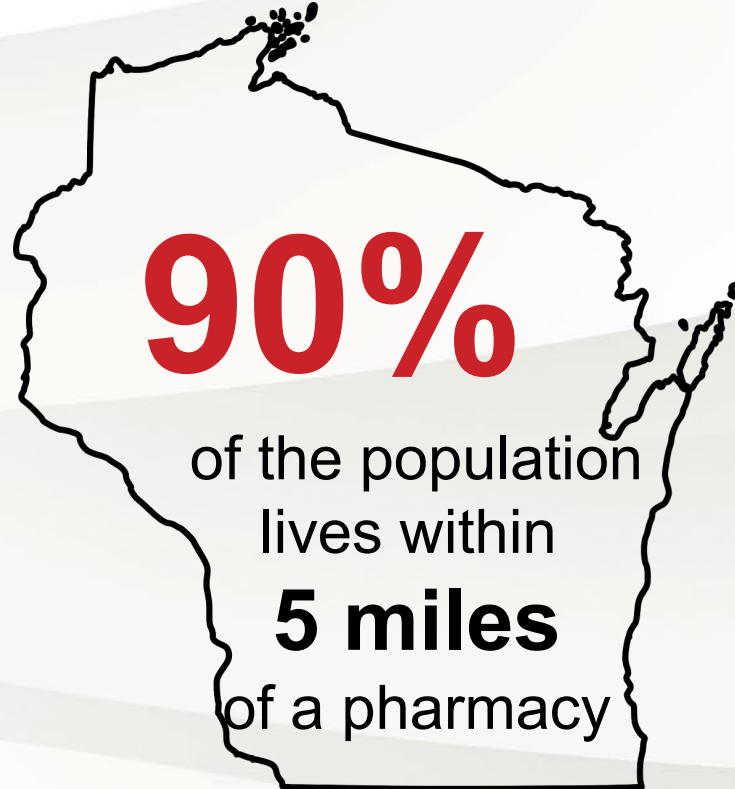 90%
of the population
lives within
5 miles
of a pharmacy